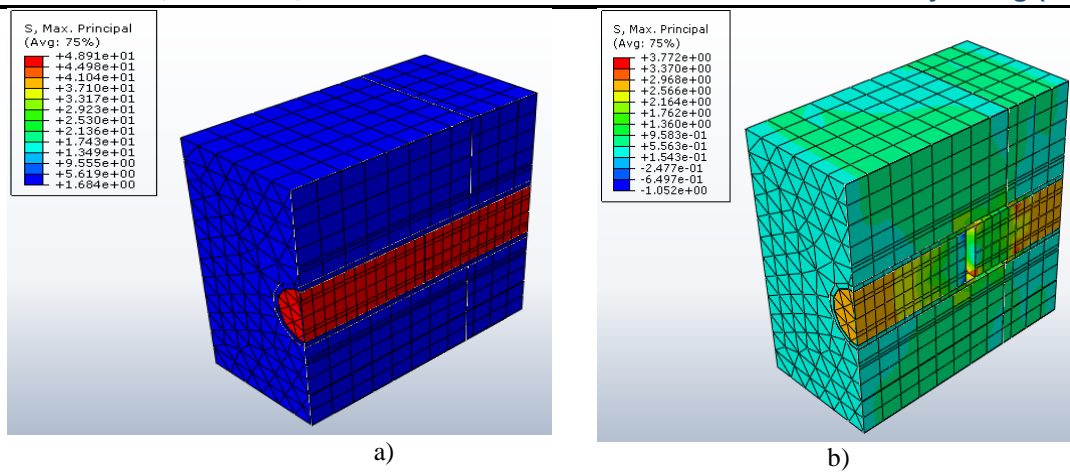 S, Max. Principal
(Avg: 75%)
+4.891e+01
+4.498e+01
+4.104e+01
+3.710e+01
+3.317e+01
+2.923e+01
+2.530e+01
+2.136e+01
+1.743e+01
+1.349e+01
+9.555e+00
+5.619e+00
+1.684e+00
a)
S, Max. Principal
(Avg: 75%)
+3.772e+00
+3.370e+00
+2.968e+00
+2.566e+00
+2.164e+00
+1.762e+00
+1.360e+00
+9.583e-01
+5.563e-01
+1.543e-01
-2.477e-01
-6.497e-01
-1.052e+00
b)